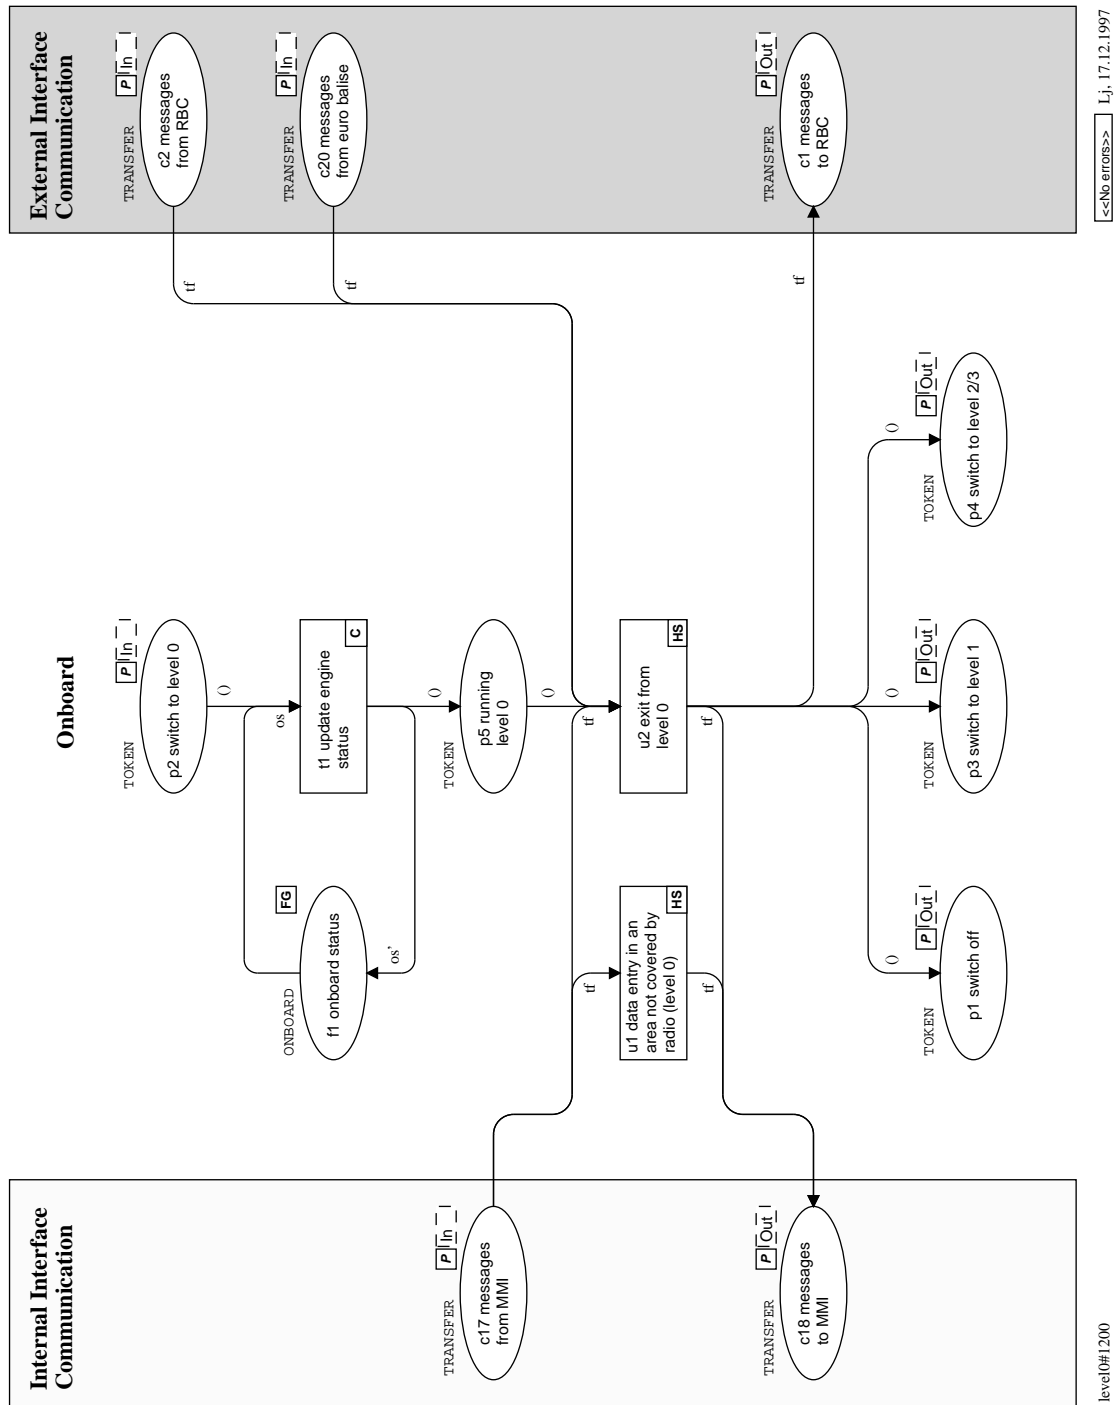 Internal Interface
Communication
Onboard
External Interface
Communication
TOKEN
P In
p2 switch to level 0
()
TRANSFER
P In
c2 messages
from RBC
tf
ONBOARD
FG
f1 onboard status
os'
os
t1 update engine
status
C
TRANSFER
P In
c20 messages
from euro balise
tf
TRANSFER
P In
c17 messages
from MMI
()
TOKEN
p5 running
level 0
()
tf
tf
u1 data entry in an
area not covered by
radio (level 0)
HS
tf
u2 exit from
level 0
HS
tf
TRANSFER
P Out
c18 messages
to MMI
tf
TRANSFER
P Out
c1 messages
to RBC
()
()
()
TOKEN
P Out
p1 switch off
TOKEN
P Out
p3 switch to level 1
TOKEN
P Out
p4 switch to level 2/3
level0#1200
<<No errors>>
Lj, 17.12.1997